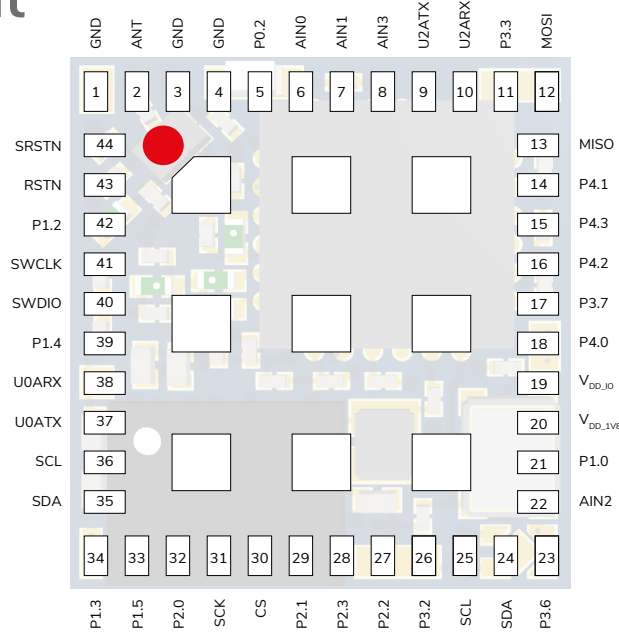 GND ANT GND GND P0.2 AIN0 AIN1 AIN3 U2ATX U2ARX P3.3 MOSI
1 2 3 4 5 6 7 8 9 10 11 12
SRSTN 44 13 MISO
RSTN 43 14 P4.1
P1.2 42 15 P4.3
SWCLK 41 16 P4.2
SWDIO 40 17 P3.7
P1.4 39 18 P4.0
U0ARX 38 19 VDD_IO
U0ATX 37 20 VDD_1V8
SCL 36 21 P1.0
SDA 35 22 AIN2
34 33 32 31 30 29 28 27 26 25 24 23
P1.3 P1.5 P2.0 SCK CS P2.1 P2.3 P2.2 P3.2 SCL SDA P3.6